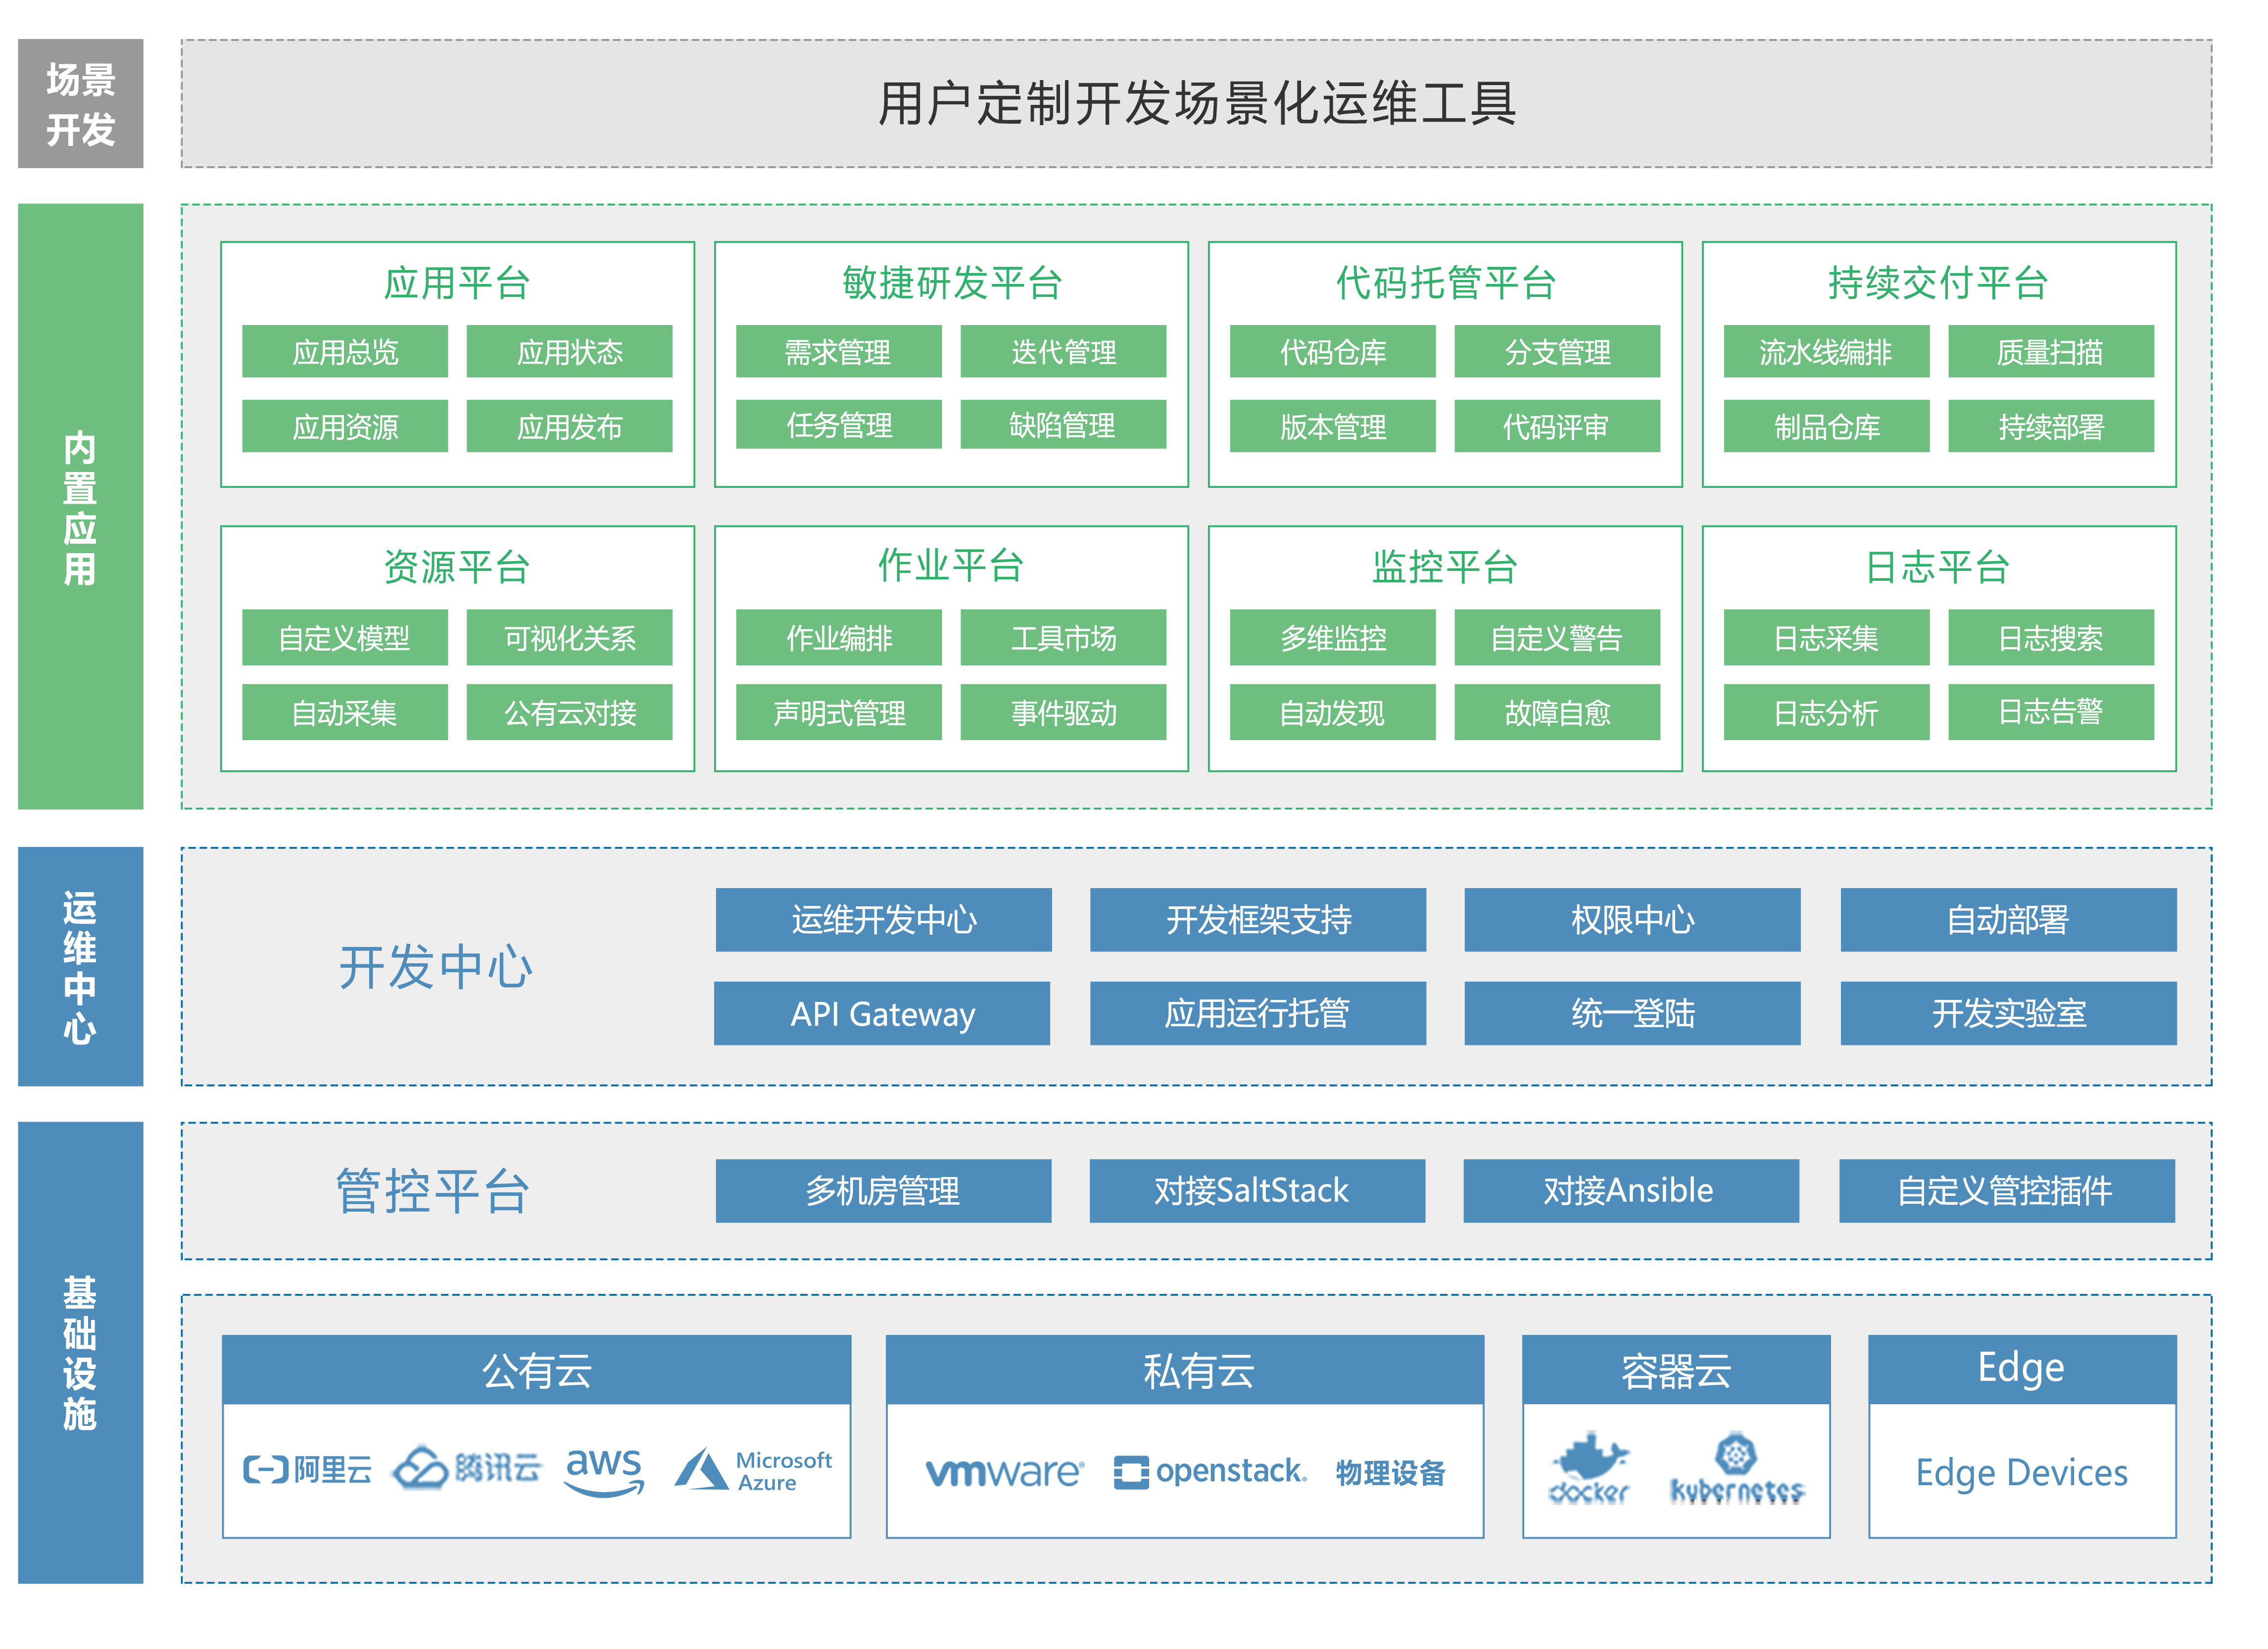 场景
开发
用户定制开发场景化运维工具
内置应用
应用平台
应用总览
应用状态
应用资源
应用发布
敏捷研发平台
需求管理
迭代管理
任务管理
缺陷管理
代码托管平台
代码仓库
分支管理
版本管理
代码评审
持续交付平台
流水线编排
质量扫描
制品仓库
持续部署
资源平台
自定义模型
可视化关系
自动采集
公有云对接
作业平台
作业编排
工具市场
声明式管理
事件驱动
监控平台
多维监控
自定义警告
自动发现
故障自愈
日志平台
日志采集
日志搜索
日志分析
日志告警
运维中心
开发中心
运维开发中心
开发框架支持
权限中心
自动部署
API Gateway
应用运行托管
统一登陆
开发实验室
基础设施
管控平台
多机房管理
对接SaltStack
对接Ansible
自定义管控插件
公有云
阿里云
腾讯云
aws
Microsoft
Azure
私有云
vmware®
openstack.
物理设备
容器云
docker
kubernetes
Edge
Edge Devices